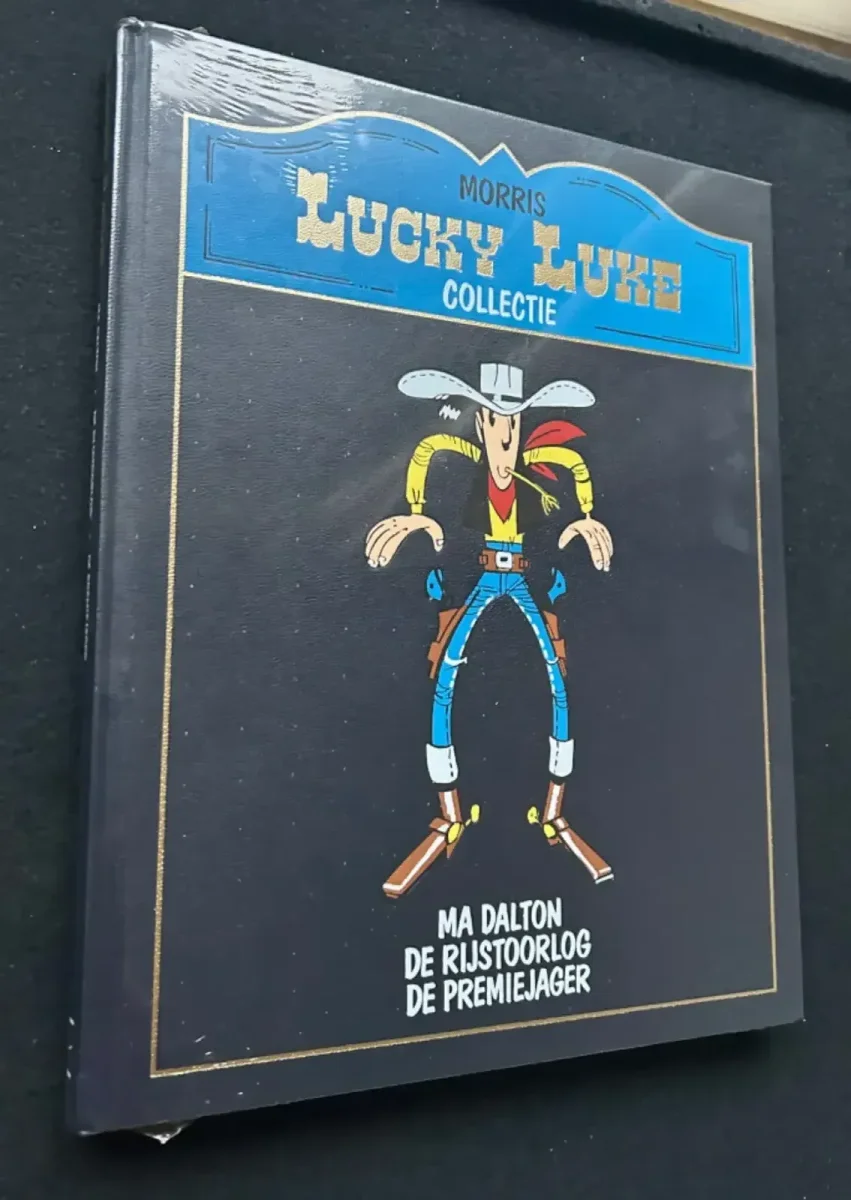 MORRIS
LUCKY LUKE
COLLECTIE
MA DALTON
DE RIJSTOORLOG
DE PREMIEJAGER